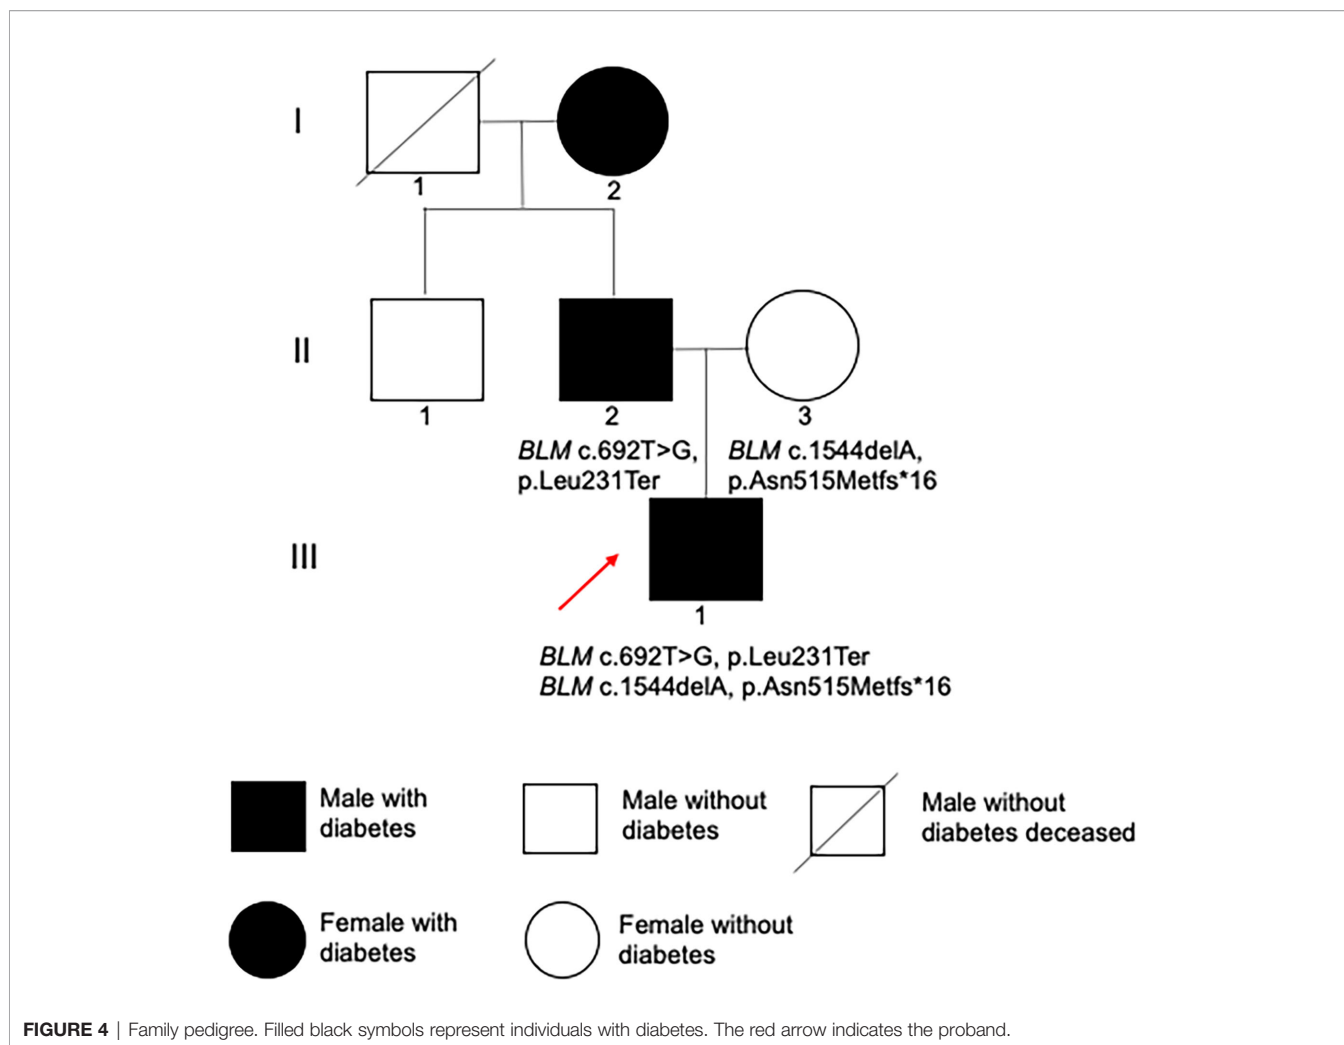 I
1
2
II
1
2
3
BLM c.692T>G,
p.Leu231Ter
BLM c.1544delA,
p.Asn515Metfs*16
III
1
BLM c.692T>G, p.Leu231Ter
BLM c.1544delA, p.Asn515Metfs*16
Male with
diabetes
Male without
diabetes
Male without
diabetes deceased
Female with
diabetes
Female without
diabetes
FIGURE 4 | Family pedigree. Filled black symbols represent individuals with diabetes. The red arrow indicates the proband.